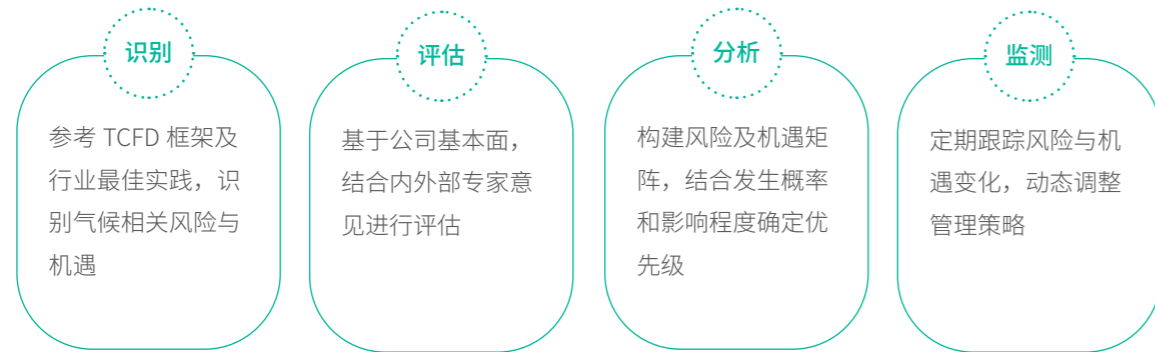 识别
参考 TCFD 框架及
行业最佳实践，识
别气候相关风险与
机遇
评估
基于公司基本面，
结合内外部专家意
见进行评估
分析
构建风险及机遇矩
阵，结合发生概率
和影响程度确定优
先级
监测
定期跟踪风险与机
遇变化，动态调整
管理策略